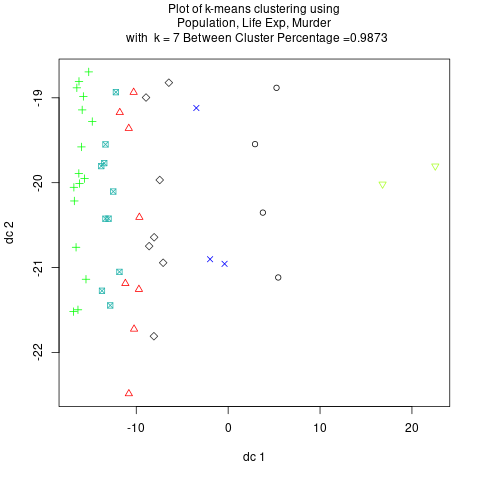 Plot of k-means clustering using
Population, Life Exp, Murder
with k = 7 Between Cluster Percentage =0.9873
-19
-20
-21
-22
dc 2
-10 0 10 20
dc 1